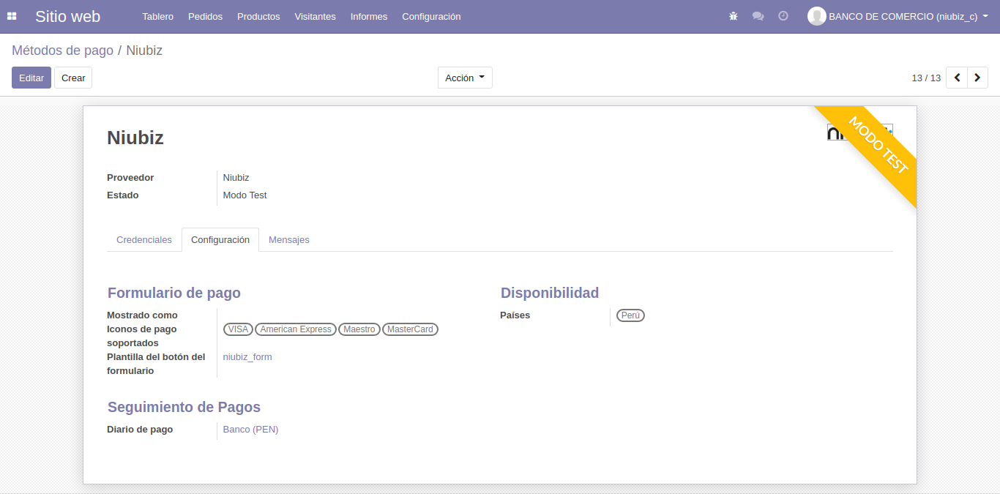 Sitio web
Tablero Pedidos Productos Visitantes Informes Configuración
BANCO DE COMERCIO (niubiz_c)
Métodos de pago / Niubiz
Editar Crear
Acción
13 / 13
MODO TEST
Niubiz
Proveedor Niubiz
Estado Modo Test
Credenciales Configuración Mensajes
Formulario de pago
Mostrado como
Iconos de pago soportados VISA American Express Maestro MasterCard
Plantilla del botón del formulario niubiz_form
Disponibilidad
Países Perú
Seguimiento de Pagos
Diario de pago Banco (PEN)